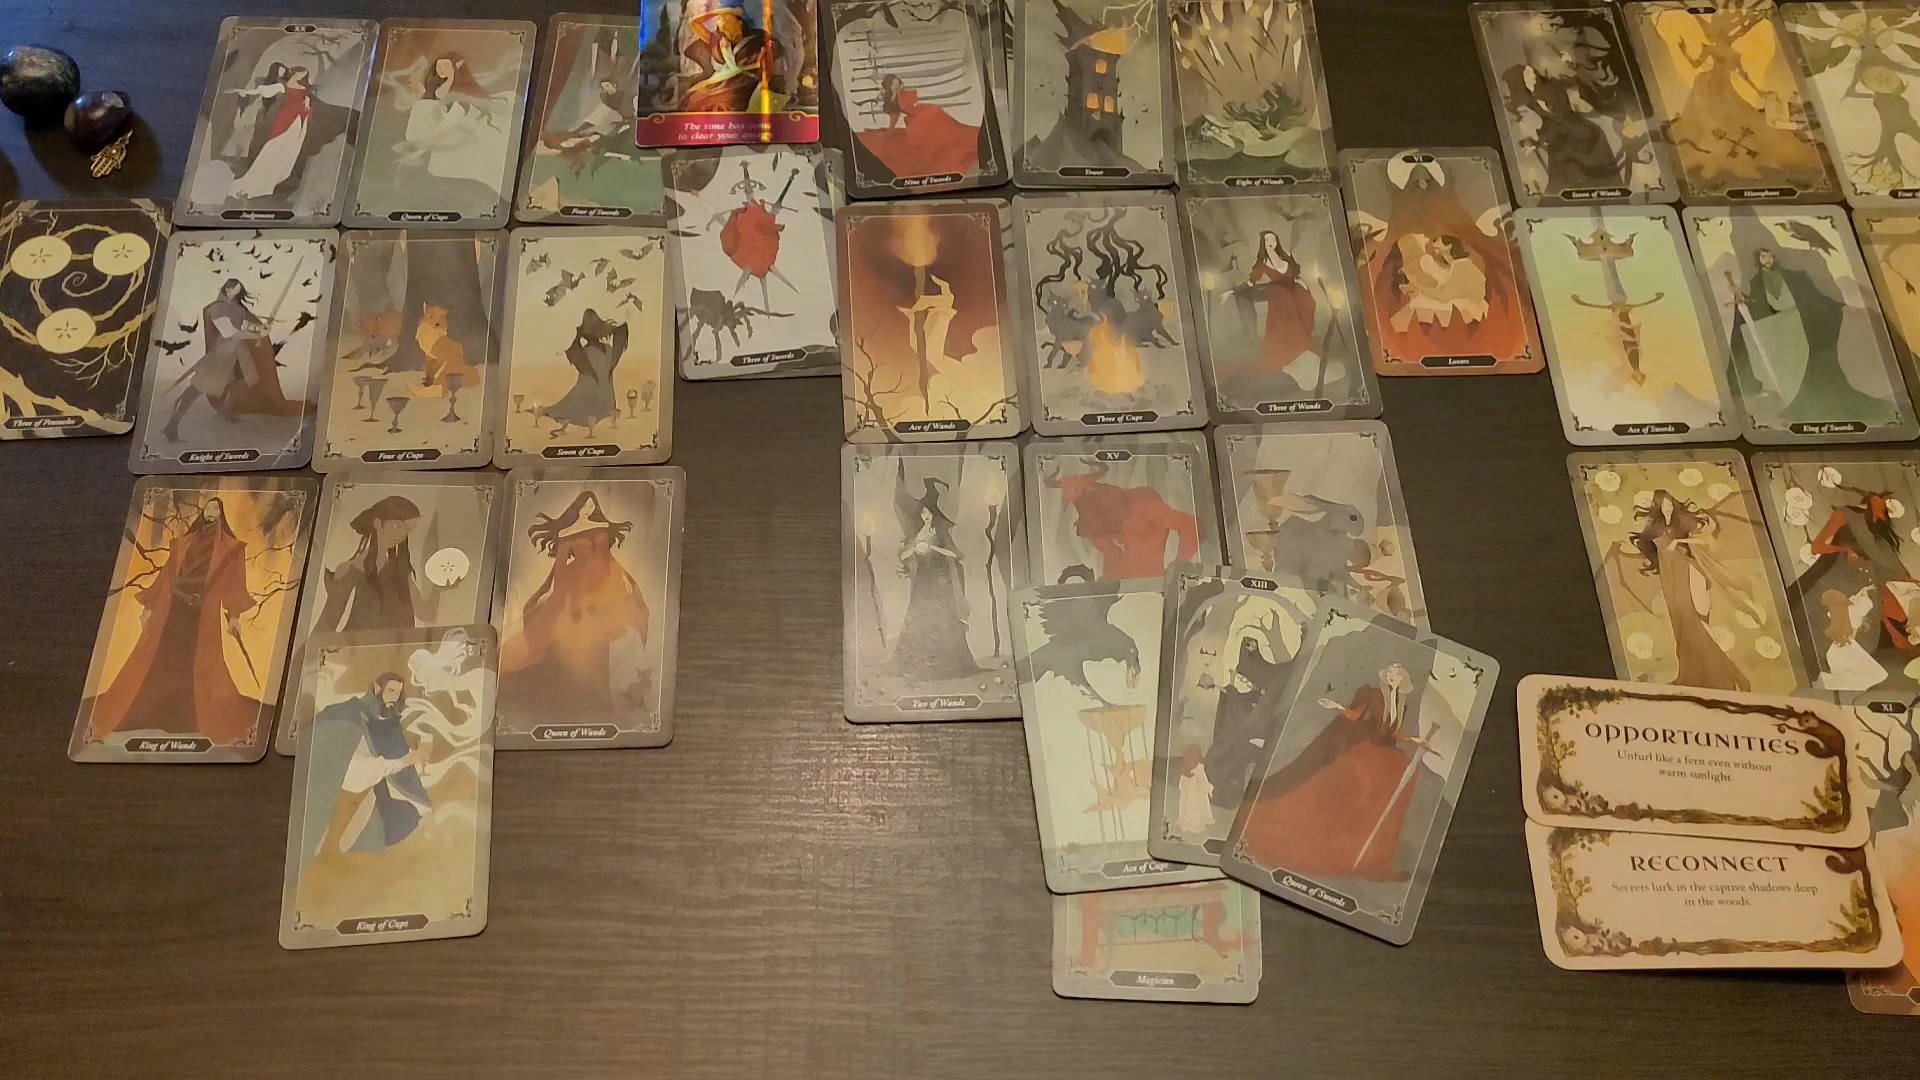 XX
Judgement
Queen of Cups
Four of Swords
The time has come
to clear your energy
Nine of Swords
Tower
Eight of Wands
Seven of Wands
V
Hierophant
Three of Pentacles
Knight of Swords
Four of Cups
Seven of Cups
Three of Swords
Ace of Wands
Three of Cups
Three of Wands
VI
Lovers
Ace of Swords
King of Swords
King of Wands
Queen of Wands
King of Cups
Two of Wands
XV
XIII
Ace of Cups
Queen of Swords
Magician
XI
OPPORTUNITIES
Unfurl like a fern even without
warm sunlight.
RECONNECT
Secrets lurk in the captive shadows deep
in the woods.